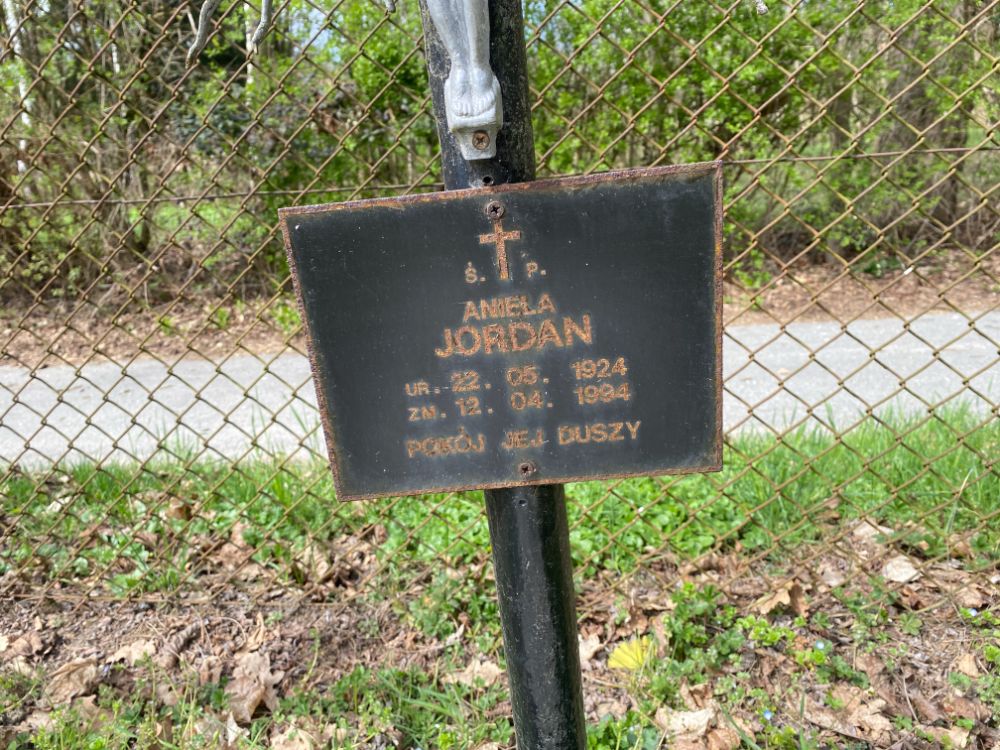 Ś. P.
ANIELA
JORDAN
UR. 22. 05. 1924
ZM. 12. 04. 1994
POKÓJ JEJ DUSZY